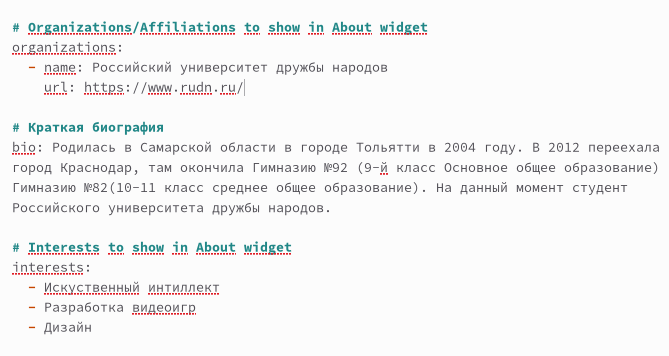 # Organizations/Affiliations to show in About widget
organizations:
- name: Российский университет дружбы народов
url: https://www.rudn.ru/
# Краткая биография
bio: Родилась в Самарской области в городе Тольятти в 2004 году. В 2012 переехала
город Краснодар, там окончила Гимназию №92 (9-й класс Основное общее образование)
Гимназию №82(10-11 класс среднее общее образование). На данный момент студент
Российского университета дружбы народов.
# Interests to show in About widget
interests:
- Искуственный интиллект
- Разработка видеоигр
- Дизайн